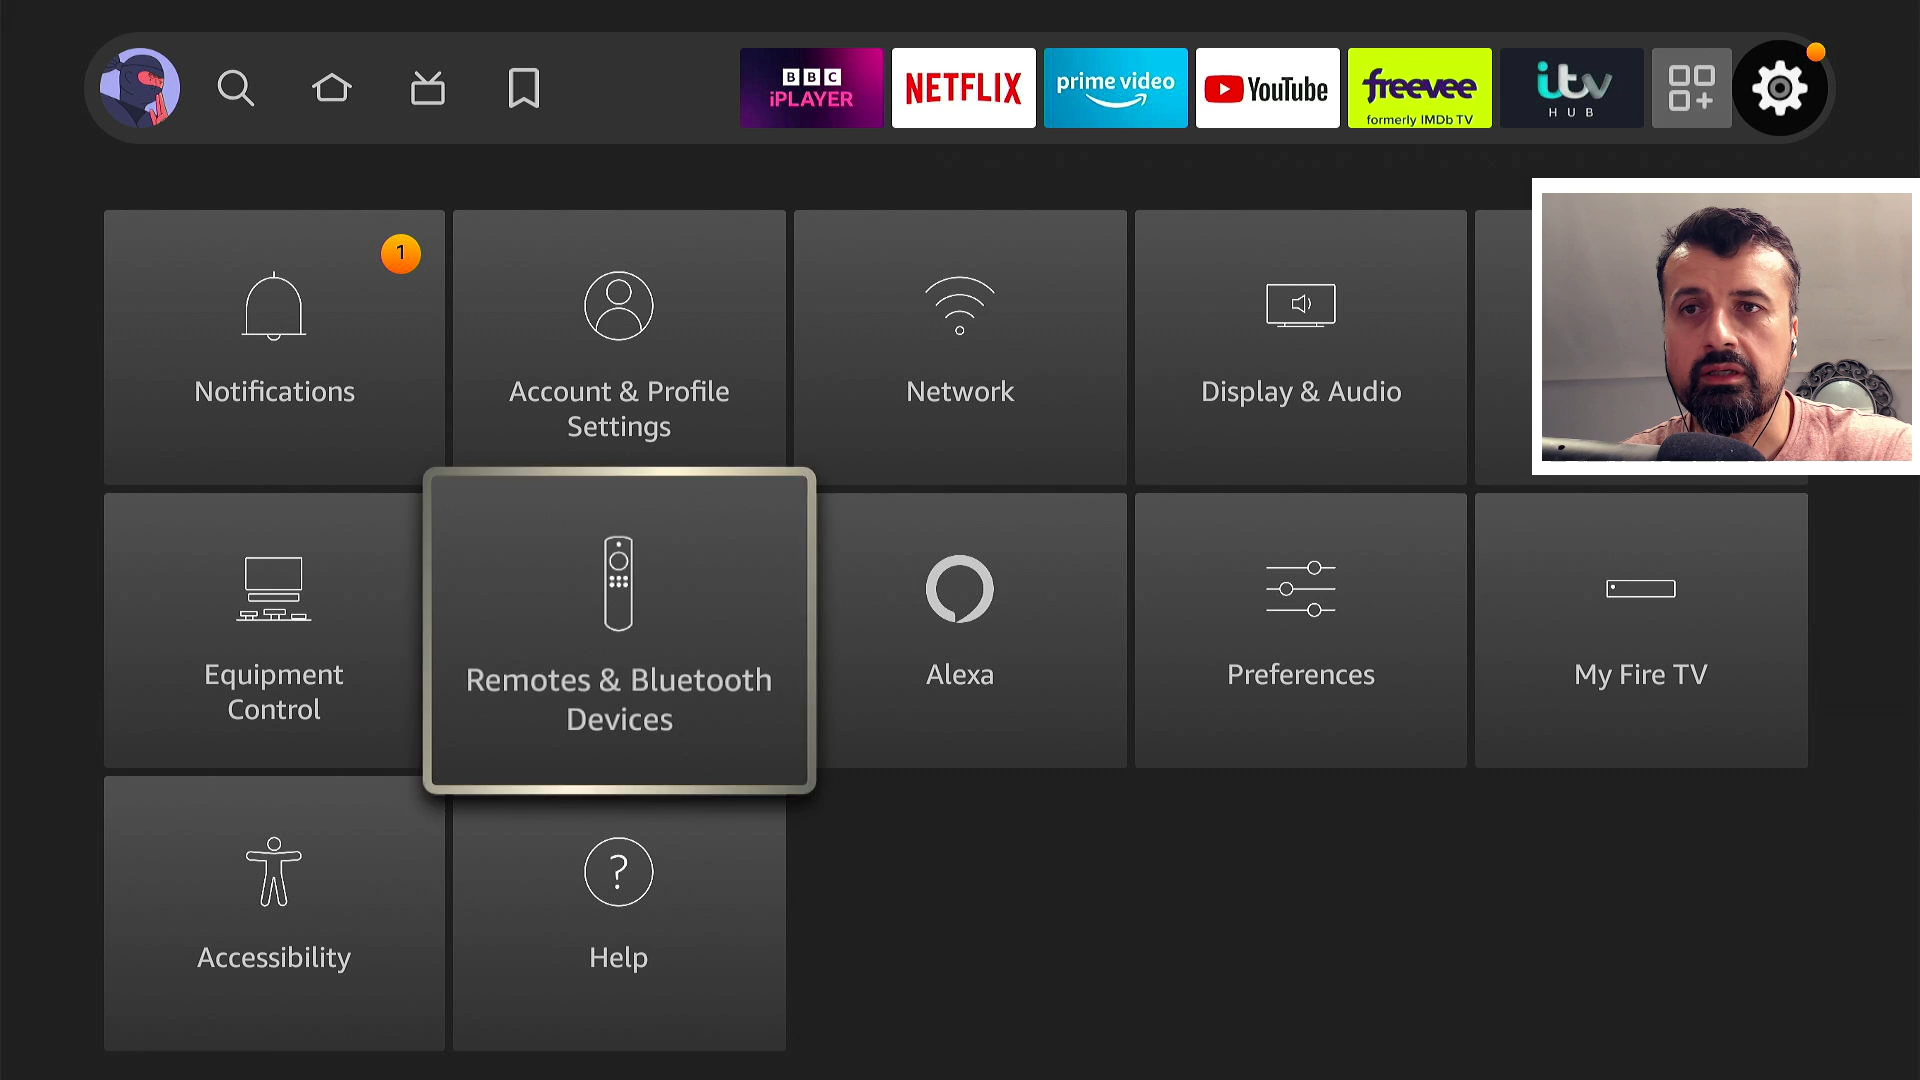 BBC
iPLAYER
NETFLIX
prime video
YouTube
freevee
formerly IMDb TV
itv
HUB
1
Notifications
Account & Profile
Settings
Network
Display & Audio
Equipment
Control
Remotes & Bluetooth
Devices
Alexa
Preferences
My Fire TV
Accessibility
?
Help